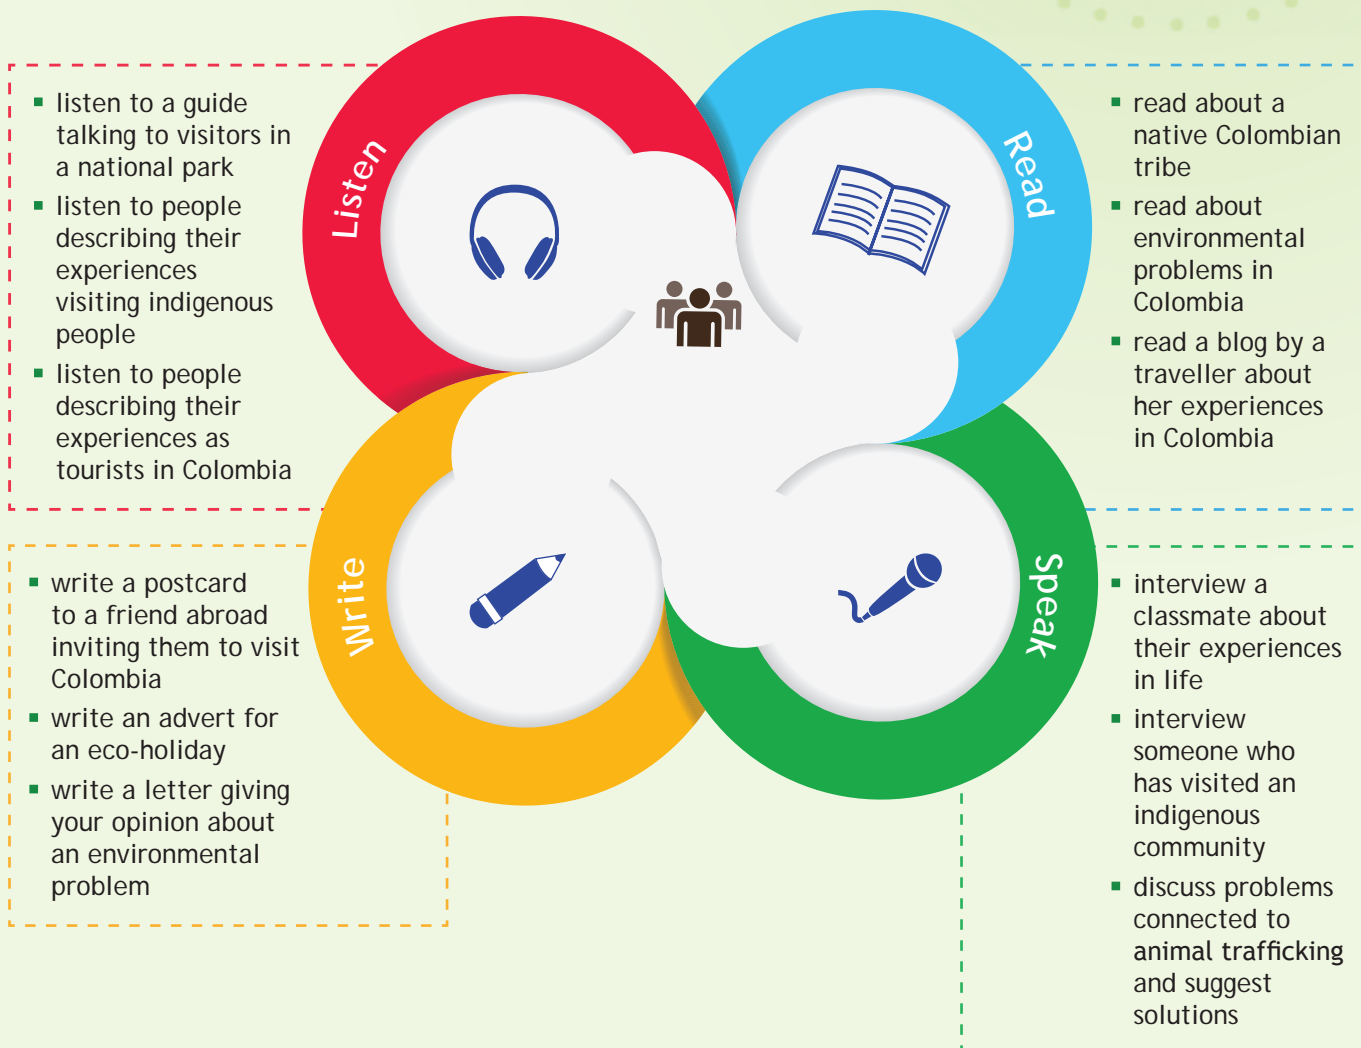 Listen
▪ listen to a guide
talking to visitors in
a national park
▪ listen to people
describing their
experiences
visiting indigenous
people
▪ listen to people
describing their
experiences as
tourists in Colombia
Read
▪ read about a
native Colombian
tribe
▪ read about
environmental
problems in
Colombia
▪ read a blog by a
traveller about
her experiences
in Colombia
Write
▪ write a postcard
to a friend abroad
inviting them to visit
Colombia
▪ write an advert for
an eco-holiday
▪ write a letter giving
your opinion about
an environmental
problem
Speak
▪ interview a
classmate about
their experiences
in life
▪ interview
someone who
has visited an
indigenous
community
▪ discuss problems
connected to
animal trafficking
and suggest
solutions